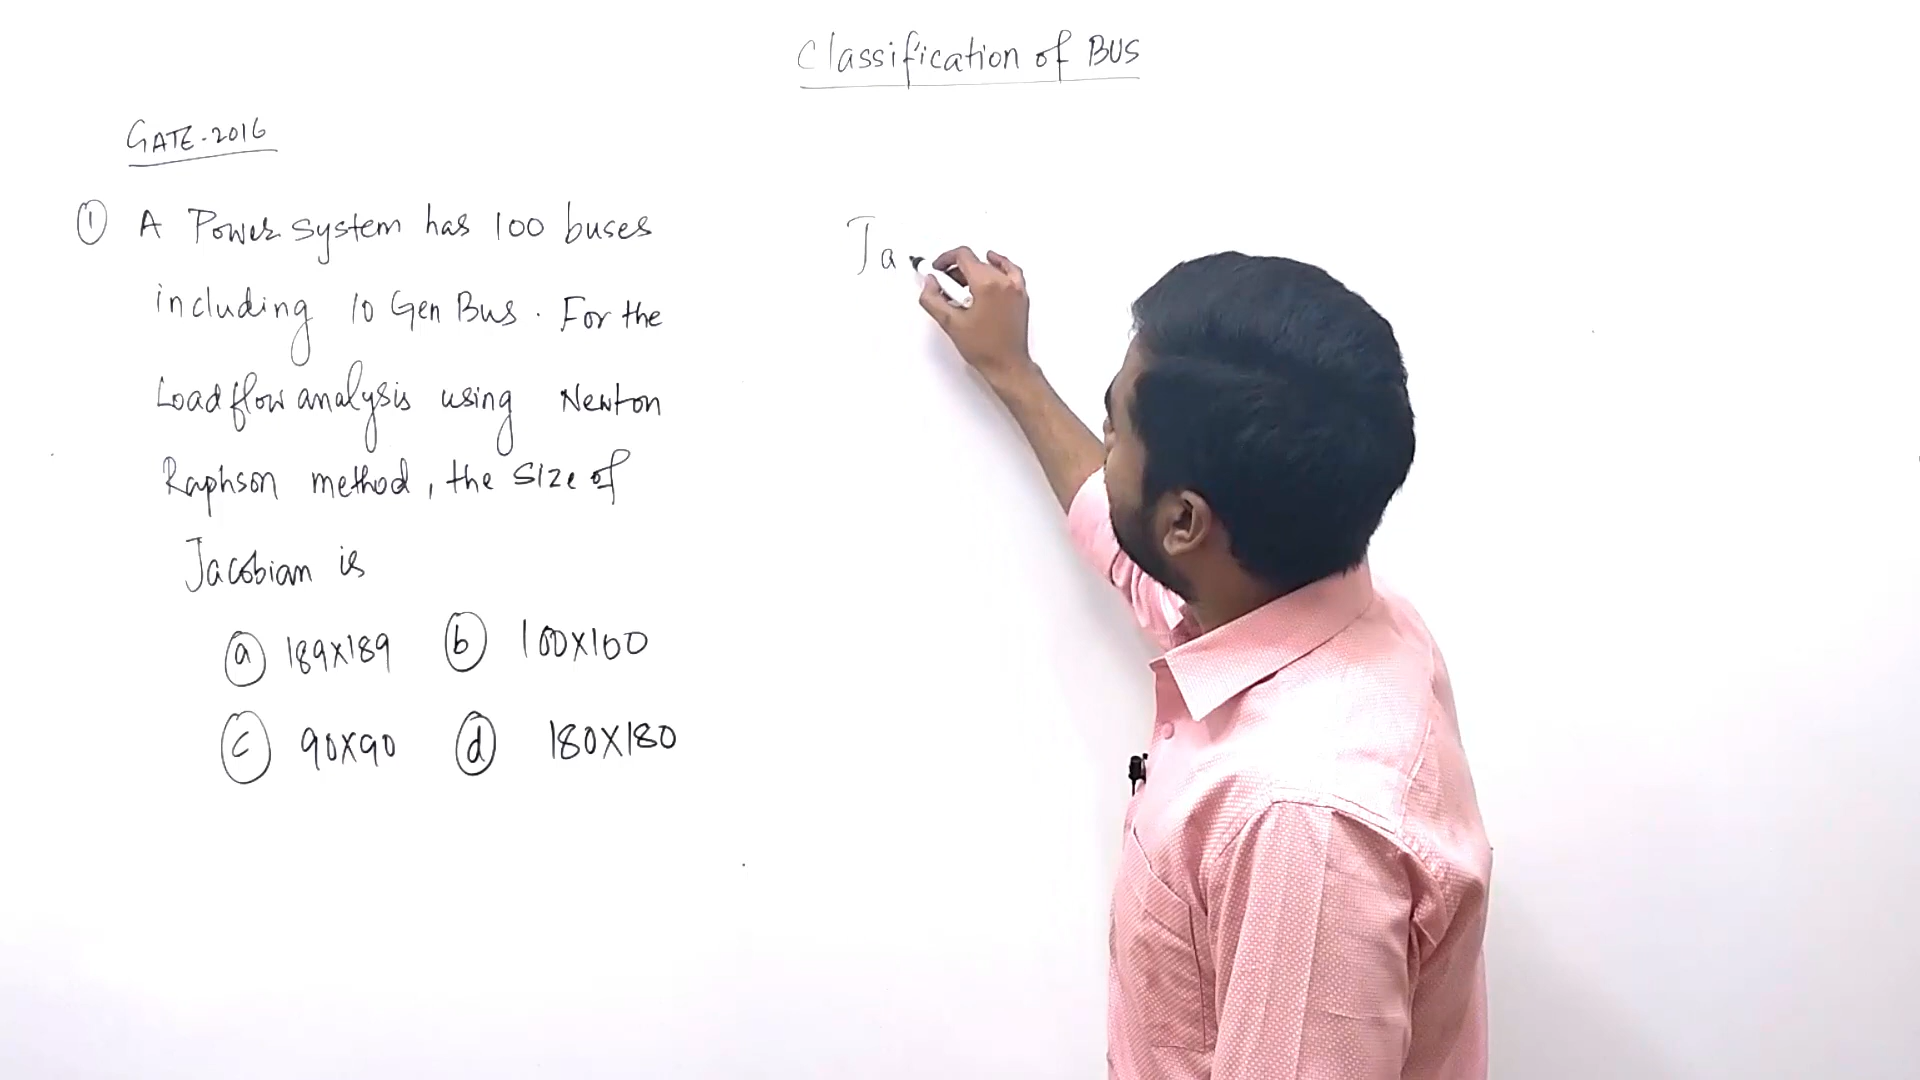 Classification of BUS
GATE-2016
① A Power system has 100 buses
including 10 Gen Bus. For the
Load flow analysis using Newton
Raphson method, the size of
Jacobian is
ⓐ 189X189 ⓑ 100X100
ⓒ 90X90 ⓓ 180X180
Ja